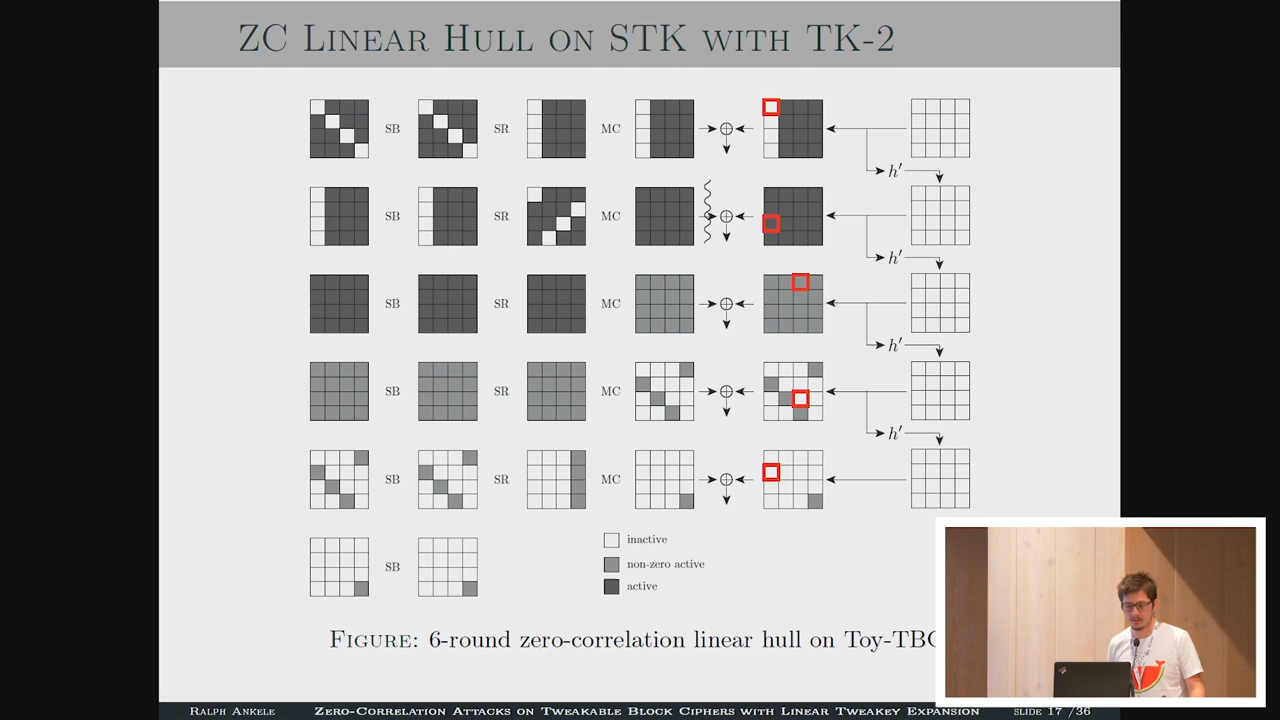 ZC Linear Hull on STK with TK-2
SB SR MC h′
SB SR MC h′
SB SR MC h′
SB SR MC h′
SB SR MC
SB
inactive
non-zero active
active
Figure: 6-round zero-correlation linear hull on Toy-TBC
Ralph Ankele Zero-Correlation Attacks on Tweakable Block Ciphers with Linear Tweakey Expansion slide 17 /36